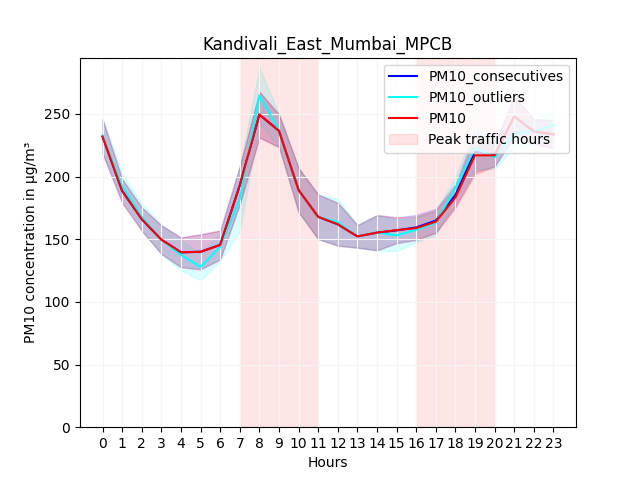 Kandivali_East_Mumbai_MPCB
PM10_consecutives
PM10_outliers
PM10
Peak traffic hours
PM10 concentration in µg/m³
250
200
150
100
50
0
0 1 2 3 4 5 6 7 8 9 10 11 12 13 14 15 16 17 18 19 20 21 22 23
Hours